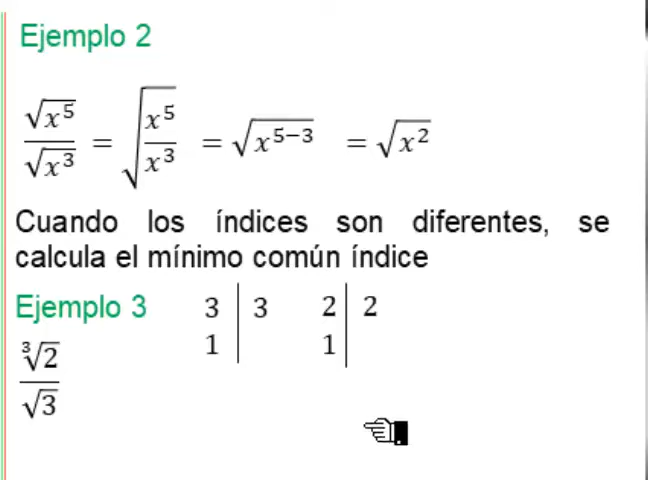 Ejemplo 2
√x⁵/√x³ = √(x⁵/x³) = √x⁵⁻³ = √x²
Cuando los índices son diferentes, se
calcula el mínimo común índice
Ejemplo 3 3 | 3 2 | 2
1 | 1 |
∛2/√3